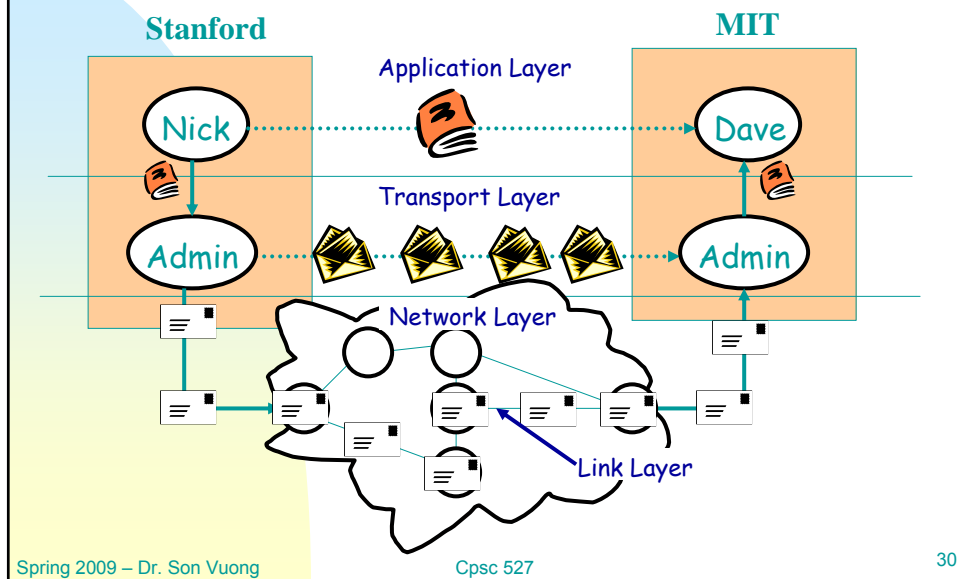 Stanford
MIT
Application Layer
Nick
Dave
Transport Layer
Admin
Admin
Network Layer
Link Layer
Spring 2009 – Dr. Son Vuong
Cpsc 527
30